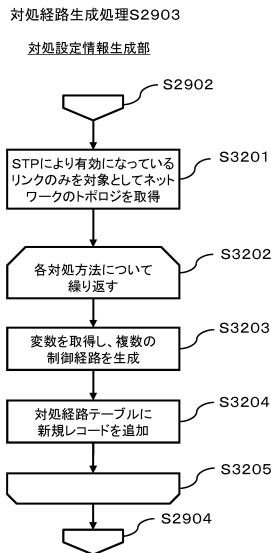 対処経路生成処理S2903
対処設定情報生成部
S2902
STPにより有効になっている
リンクのみを対象としてネット
ワークのトポロジを取得
S3201
各対処方法について
繰り返す
S3202
変数を取得し、複数の
制御経路を生成
S3203
対処経路テーブルに
新規レコードを追加
S3204
S3205
S2904